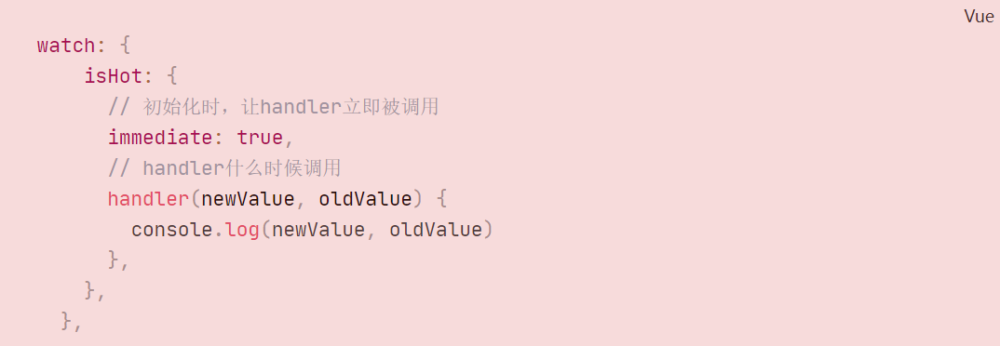 Vue
watch: {
isHot: {
// 初始化时，让handler立即被调用
immediate: true,
// handler什么时候调用
handler(newValue, oldValue) {
console.log(newValue, oldValue)
},
},
},